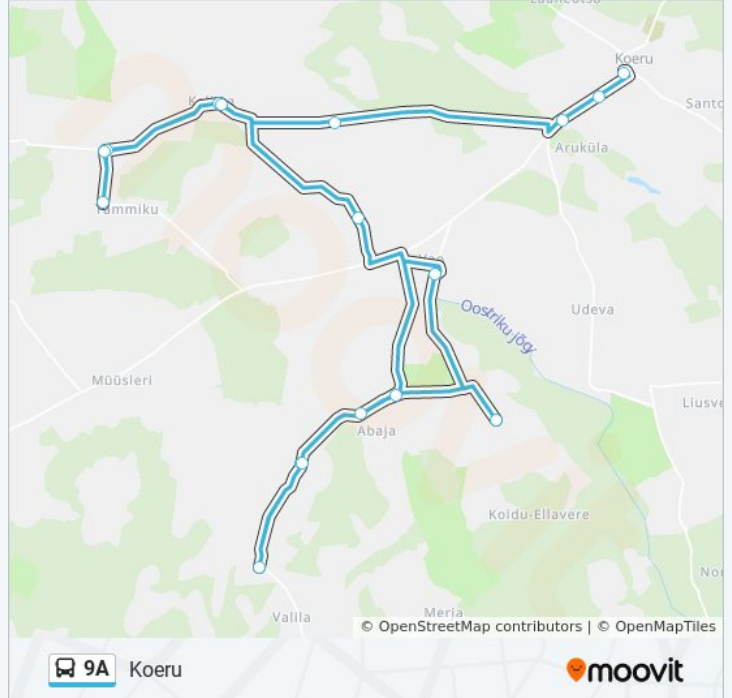 Koeru
Santo
Aruküla
Tammiku
Oostriku jõgi
Udeva
Müüsleri
Liusve
Abaja
Koidu-Ellavere
Valila
Merja
© OpenStreetMap contributors | © OpenMapTiles
9A Koeru
moovit